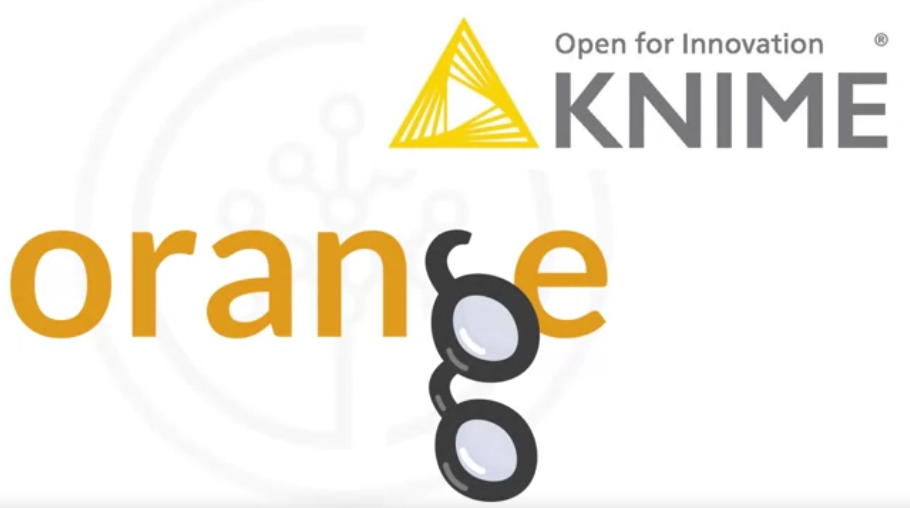 Open for Innovation ®
KNIME
orange